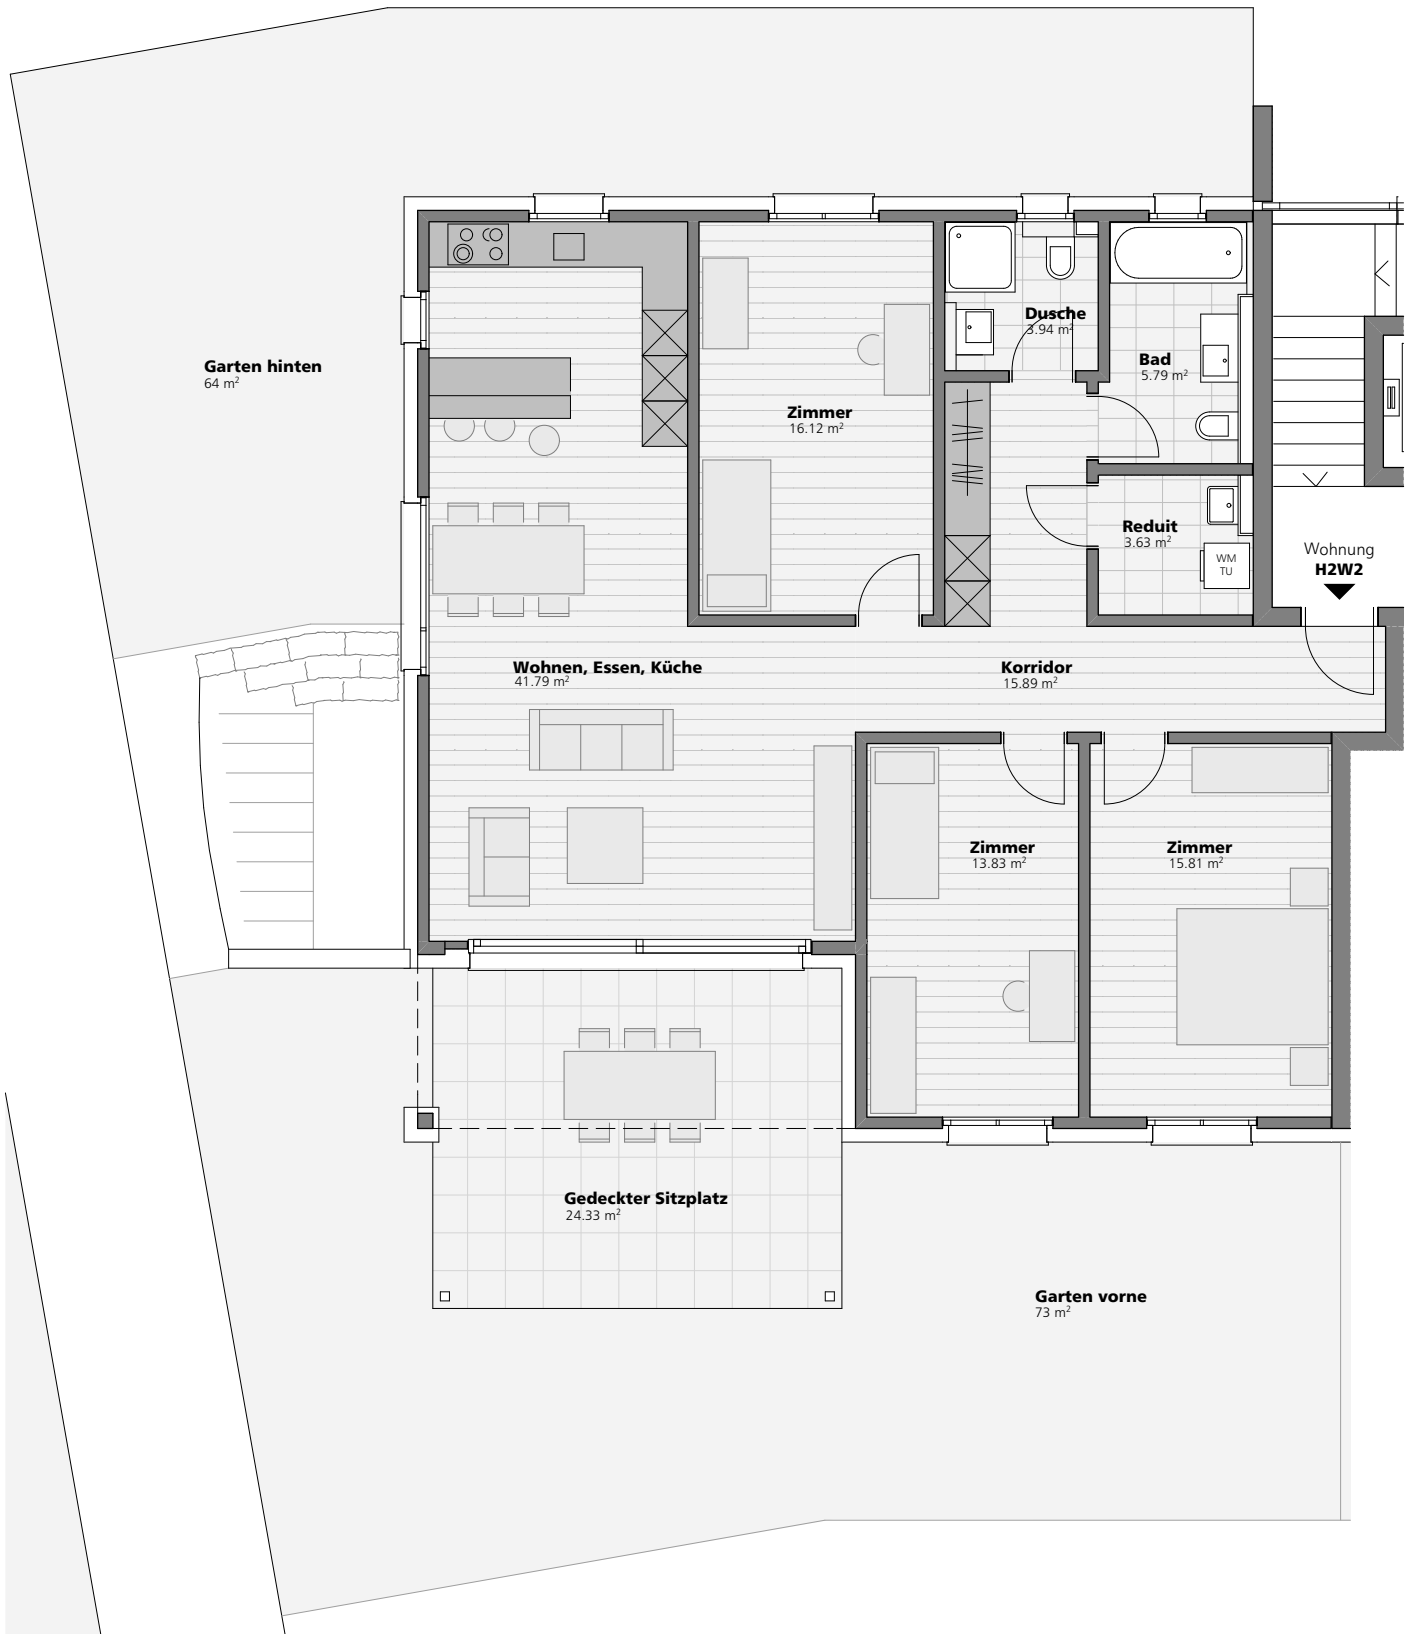 Dusche
3.94 m²
Bad
5.79 m²
Garten hinten
64 m²
Zimmer
16.12 m²
Reduit
3.63 m²
WM
TU
Wohnung
H2W2
Wohnen, Essen, Küche
41.79 m²
Korridor
15.89 m²
Zimmer
13.83 m²
Zimmer
15.81 m²
Gedeckter Sitzplatz
24.33 m²
Garten vorne
73 m²